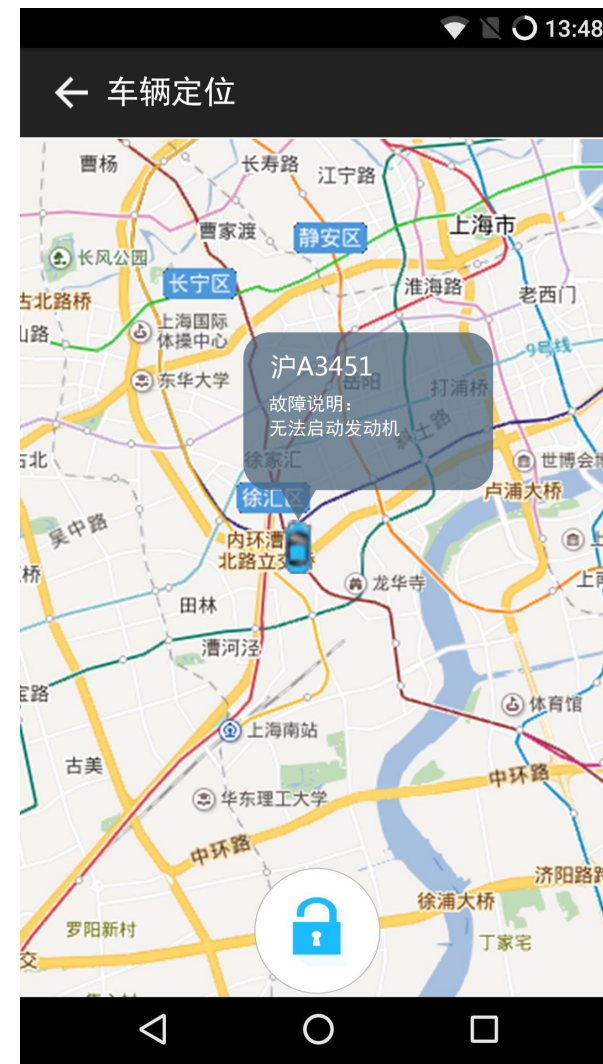 13:48
车辆定位
曹杨
长寿路
江宁路
曹家渡
静安区
上海市
长风公园
长宁区
淮海路
老西门
古北路桥
上海国际
体操中心
9号线
东华大学
沪A3451
岳阳
打浦桥
故障说明：
无法启动发动机
土路
徐家汇
世博会
徐汇区
卢浦大桥
吴中路
内环漕
北路立交桥
龙华寺
田林
漕河泾
体育馆
上海南站
古美
中环路
华东理工大学
中环路
济阳路
徐浦大桥
罗阳新村
丁家宅
交